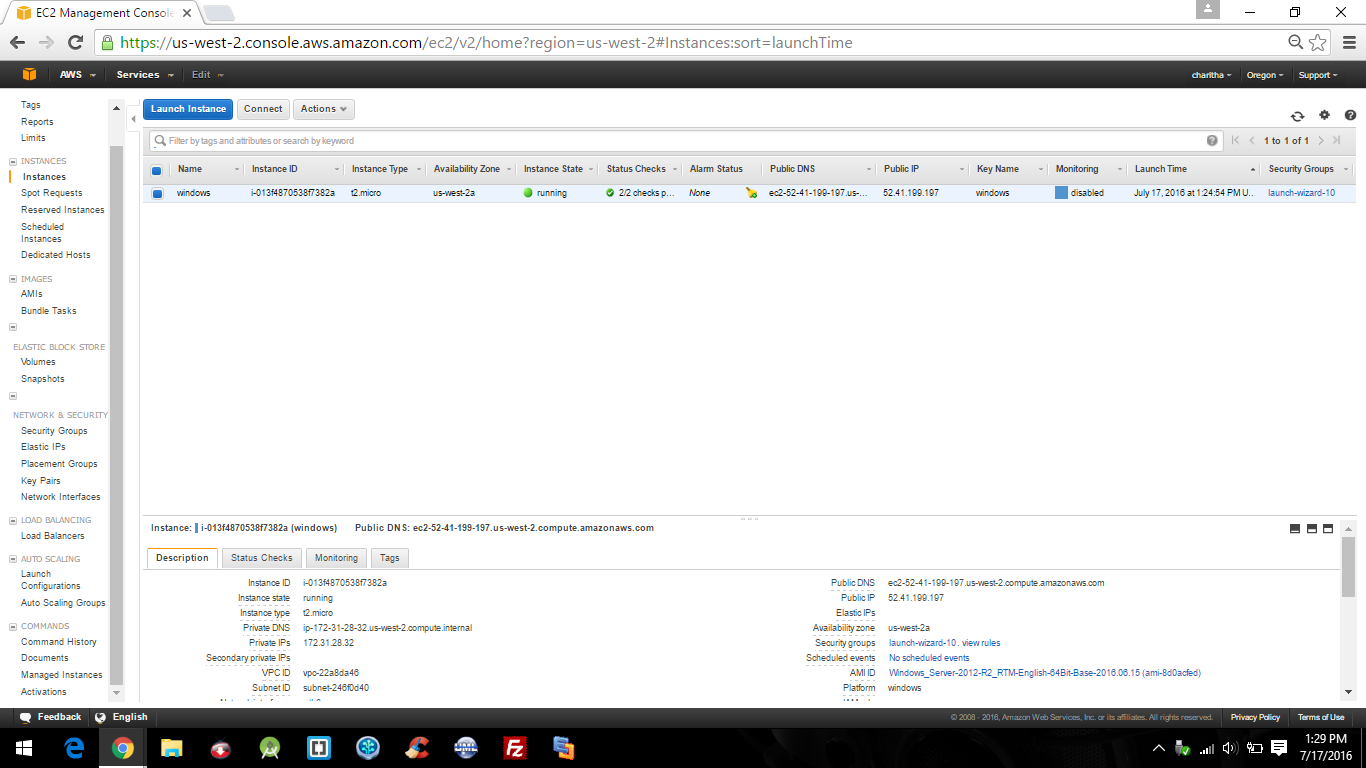 EC2 Management Conso
https://us-west-2.console.aws.amazon.com/ec2/v2/home?region=us-west-2#Instances:sort=launchTime
AWS Services Edit charitha Oregon Support
Tags
Reports
Limits
INSTANCES
Instances
Spot Requests
Reserved Instances
Scheduled
Instances
Dedicated Hosts
IMAGES
AMIs
Bundle Tasks
ELASTIC BLOCK STORE
Volumes
Snapshots
NETWORK & SECURITY
Security Groups
Elastic IPs
Placement Groups
Key Pairs
Network Interfaces
LOAD BALANCING
Load Balancers
AUTO SCALING
Launch
Configurations
Auto Scaling Groups
COMMANDS
Command History
Documents
Managed Instances
Activations
Launch Instance Connect Actions
Filter by tags and attributes or search by keyword 1 to 1 of 1
Name Instance ID Instance Type Availability Zone Instance State Status Checks Alarm Status Public DNS Public IP Key Name Monitoring Launch Time Security Groups
windows i-013f4870538f7382a t2.micro us-west-2a running 2/2 checks p... None ec2-52-41-199-197.us-... 52.41.199.197 windows disabled July 17, 2016 at 1:24:54 PM U... launch-wizard-10
Instance: i-013f4870538f7382a (windows) Public DNS: ec2-52-41-199-197.us-west-2.compute.amazonaws.com
Description Status Checks Monitoring Tags
Instance ID i-013f4870538f7382a Public DNS ec2-52-41-199-197.us-west-2.compute.amazonaws.com
Instance state running Public IP 52.41.199.197
Instance type t2.micro Elastic IPs
Private DNS ip-172-31-28-32.us-west-2.compute.internal Availability zone us-west-2a
Private IPs 172.31.28.32 Security groups launch-wizard-10. view rules
Secondary private IPs Scheduled events No scheduled events
VPC ID vpc-22a8da46 AMI ID Windows_Server-2012-R2_RTM-English-64Bit-Base-2016.06.15 (ami-8d0acfed)
Subnet ID subnet-246f0d40 Platform windows
Feedback English © 2008 - 2016, Amazon Web Services, Inc. or its affiliates. All rights reserved. Privacy Policy Terms of Use
1:29 PM
7/17/2016